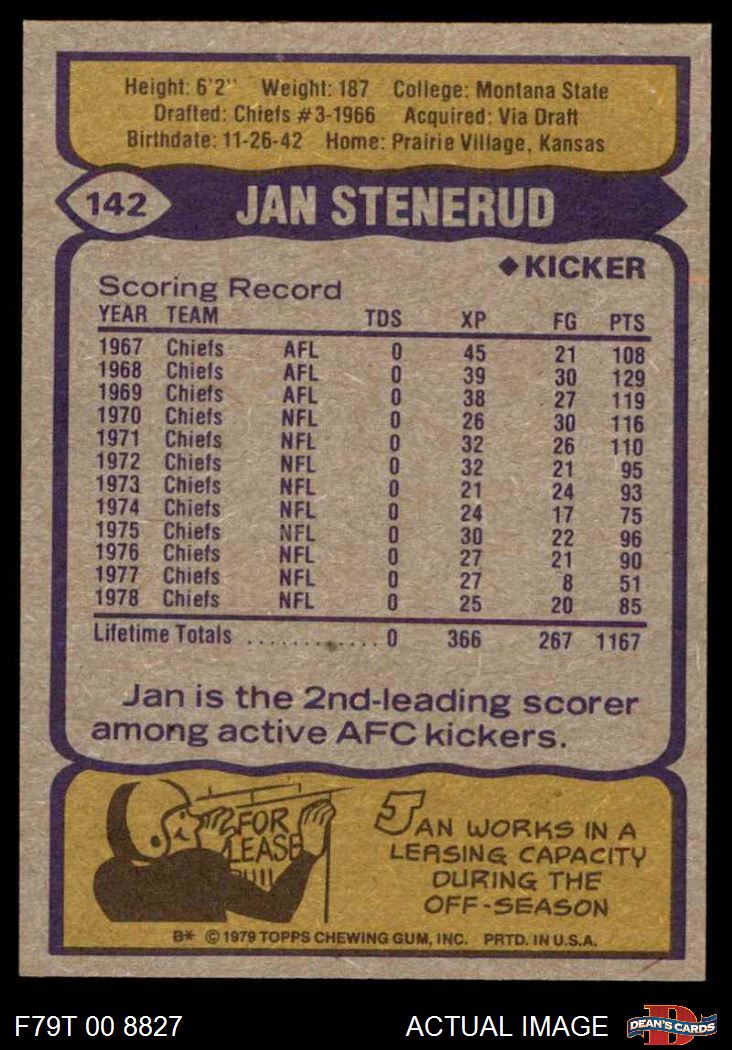 Height: 6'2" Weight: 187 College: Montana State
Drafted: Chiefs #3-1966 Acquired: Via Draft
Birthdate: 11-26-42 Home: Prairie Village, Kansas
142 JAN STENERUD
◆KICKER
Scoring Record
YEAR TEAM TDS XP FG PTS
1967 Chiefs AFL 0 45 21 108
1968 Chiefs AFL 0 39 30 129
1969 Chiefs AFL 0 38 27 119
1970 Chiefs NFL 0 26 30 116
1971 Chiefs NFL 0 32 26 110
1972 Chiefs NFL 0 32 21 95
1973 Chiefs NFL 0 21 24 93
1974 Chiefs NFL 0 24 17 75
1975 Chiefs NFL 0 30 22 96
1976 Chiefs NFL 0 27 21 90
1977 Chiefs NFL 0 27 8 51
1978 Chiefs NFL 0 25 20 85
Lifetime Totals ............ 0 366 267 1167
Jan is the 2nd-leading scorer
among active AFC kickers.
FOR
LEASE
JAN WORKS IN A
LEASING CAPACITY
DURING THE
OFF-SEASON
B* © 1979 TOPPS CHEWING GUM, INC. PRTD. IN U.S.A.
F79T 00 8827 ACTUAL IMAGE DEAN'S CARDS